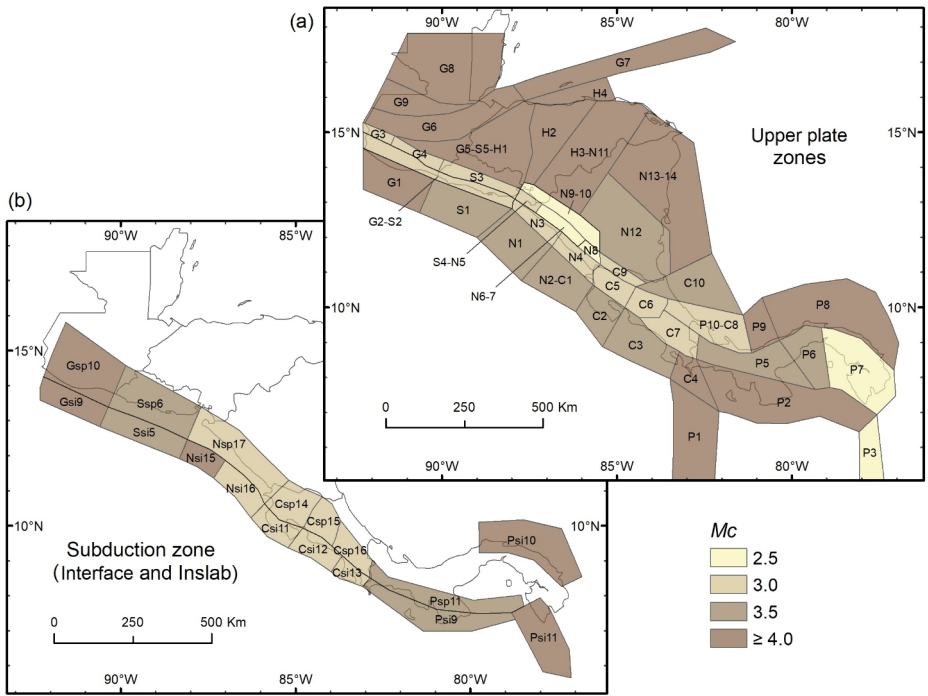 (a)
90°W
85°W
80°W
G8
G7
G9
H4
G6
15°N
G3
G4
G5-S5-H1
H2
H3-N11
Upper plate
zones
S3
N13-14
G1
N9-10
G2-S2
S1
N3
N12
N1
N8
S4-N5
N4
C9
N2-C1
C5
C10
N6-7
10°N
C2
C6
P10-C8
P9
P8
C7
C3
P5
P6
P7
C4
P2
P1
P3
0
250
500 Km
90°W
85°W
80°W
(b)
90°W
85°W
15°N
Gsp10
Gsi9
Ssp6
Ssi5
Nsp17
Nsi15
Nsi16
Csp14
10°N
Csi11
Csp15
Csi12
Csp16
Csi13
Psi10
Psp11
Psi9
Psi11
Subduction zone
(Interface and Inslab)
0
250
500 Km
90°W
85°W
80°W
Mc
2.5
3.0
3.5
≥ 4.0